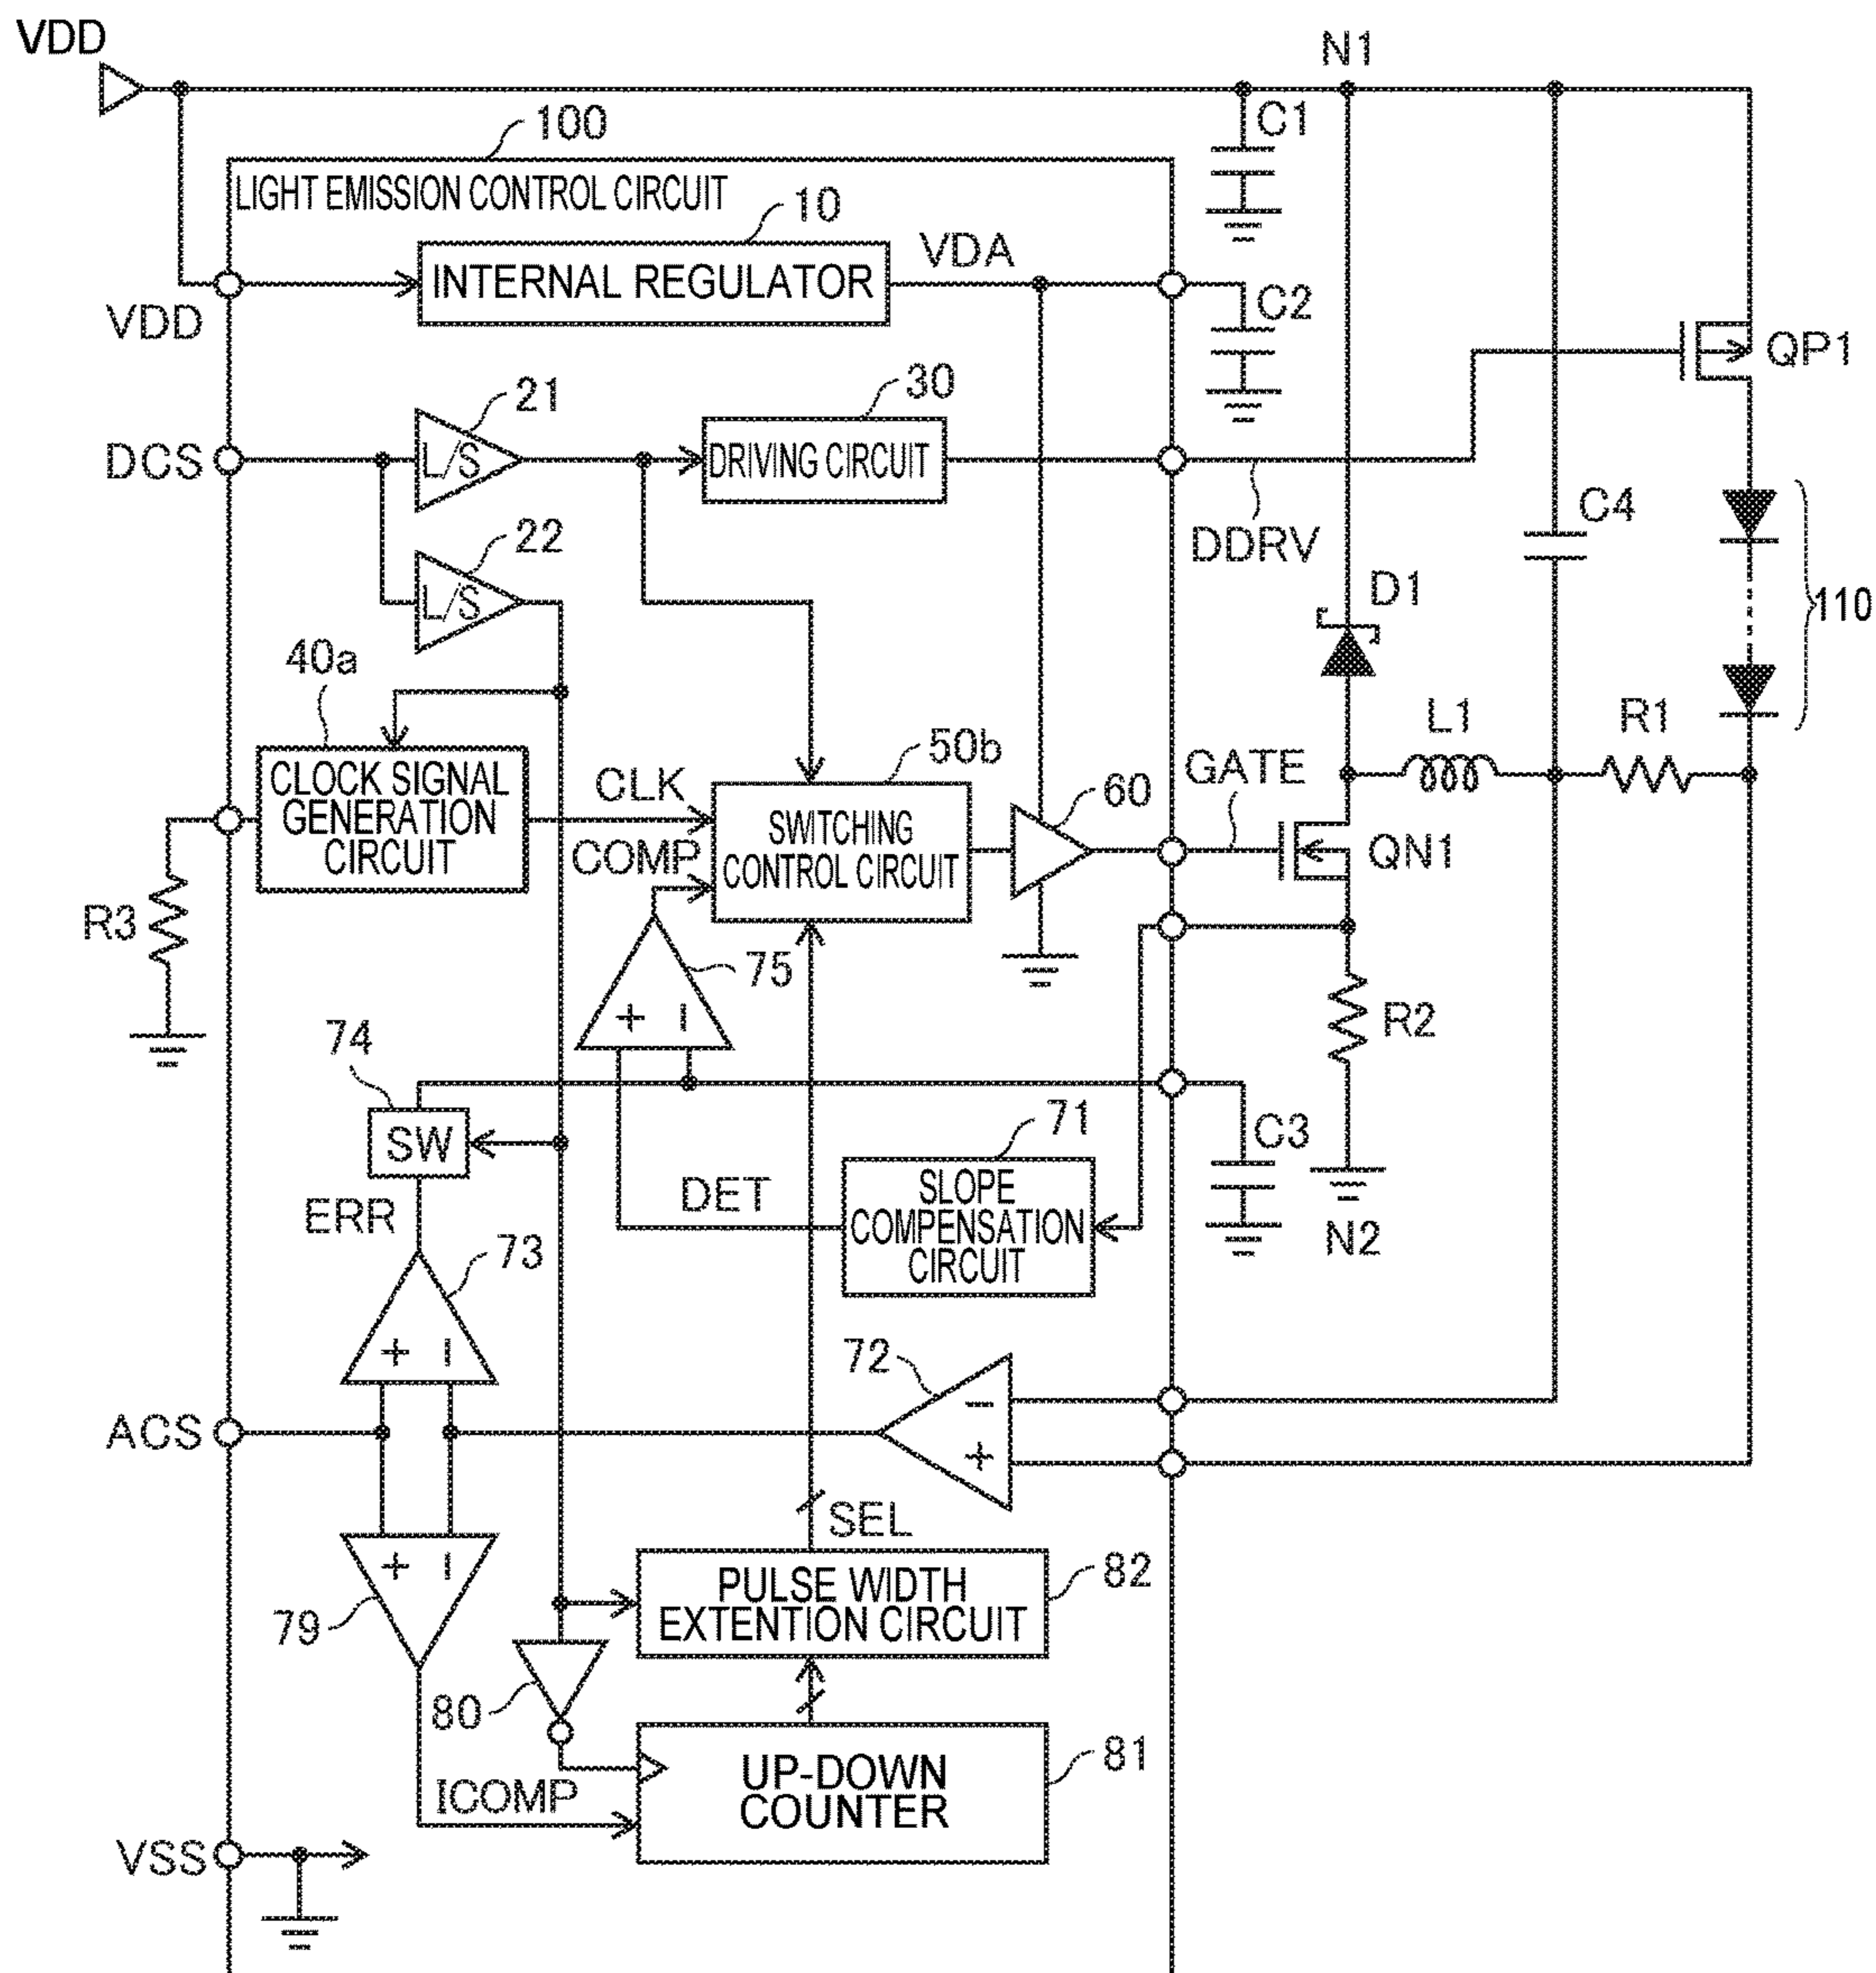 VDD
N1
100
C1
LIGHT EMISSION CONTROL CIRCUIT
10
VDA
INTERNAL REGULATOR
C2
VDD
QP1
21
30
DCS
L/S
DRIVING CIRCUIT
C4
22
DDRV
L/S
D1
110
40a
L1
R1
50b
CLOCK SIGNAL
GENERATION
CIRCUIT
CLK
GATE
60
COMP
SWITCHING
CONTROL CIRCUIT
QN1
R3
75
+ −
R2
74
SW
71
C3
DET
SLOPE
COMPENSATION
CIRCUIT
ERR
N2
73
72
+ −
−
ACS
+
SEL
+ −
PULSE WIDTH
EXTENTION CIRCUIT
82
79
80
UP-DOWN
COUNTER
81
ICOMP
VSS